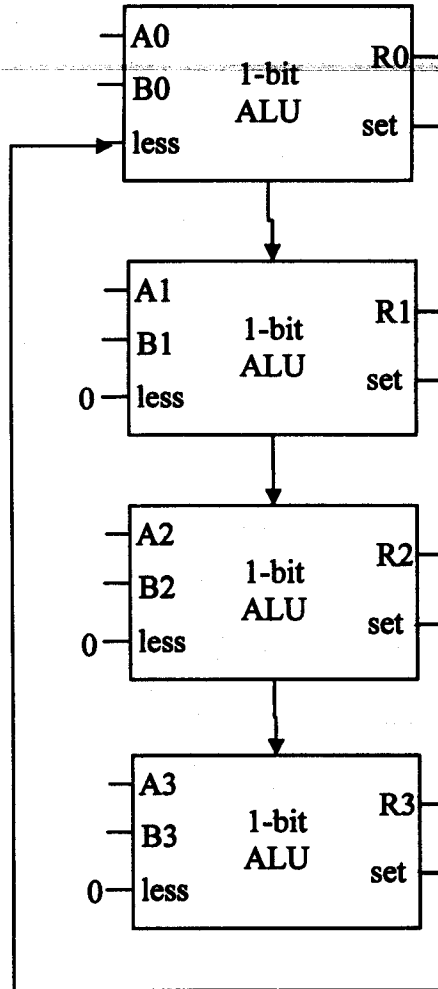 A0
R0
B0
1-bit
ALU
set
less
A1
R1
B1
1-bit
ALU
set
0
less
A2
R2
B2
1-bit
ALU
set
0
less
A3
R3
B3
1-bit
ALU
set
0
less